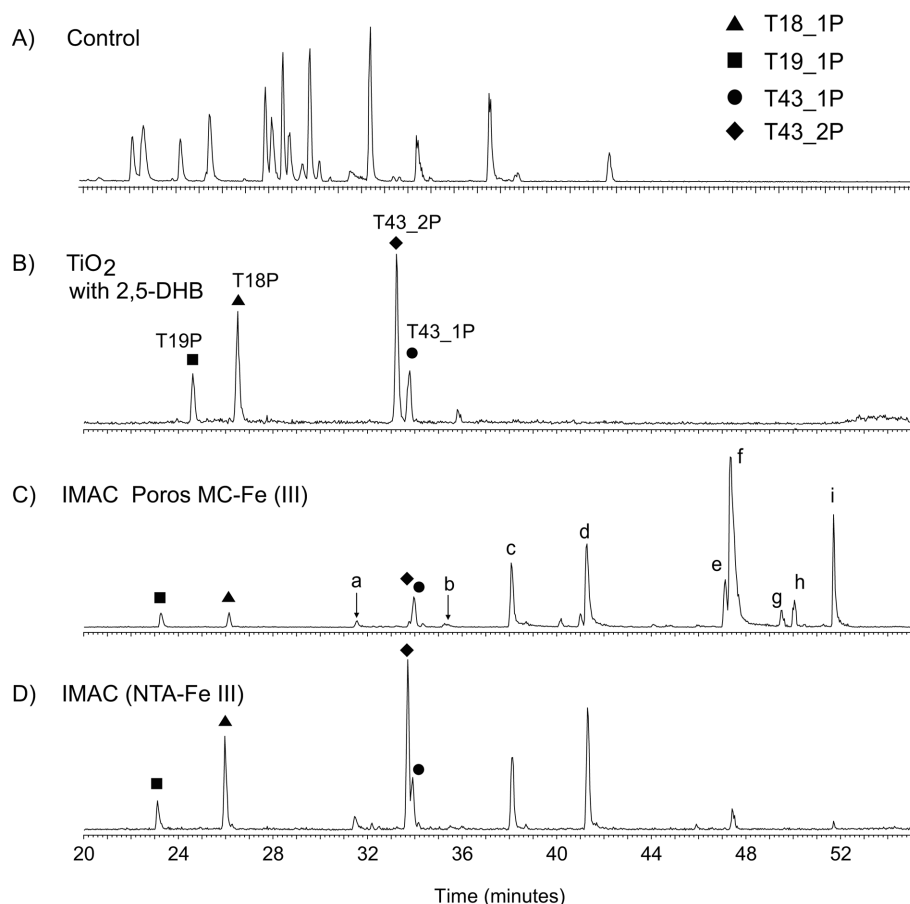 A) Control
T18_1P
T19_1P
T43_1P
T43_2P
B) TiO2
with 2,5-DHB
T19P
T18P
T43_2P
T43_1P
C) IMAC Poros MC-Fe (III)
a
b
c
d
e
f
g
h
i
D) IMAC (NTA-Fe III)
20 24 28 32 36 40 44 48 52
Time (minutes)